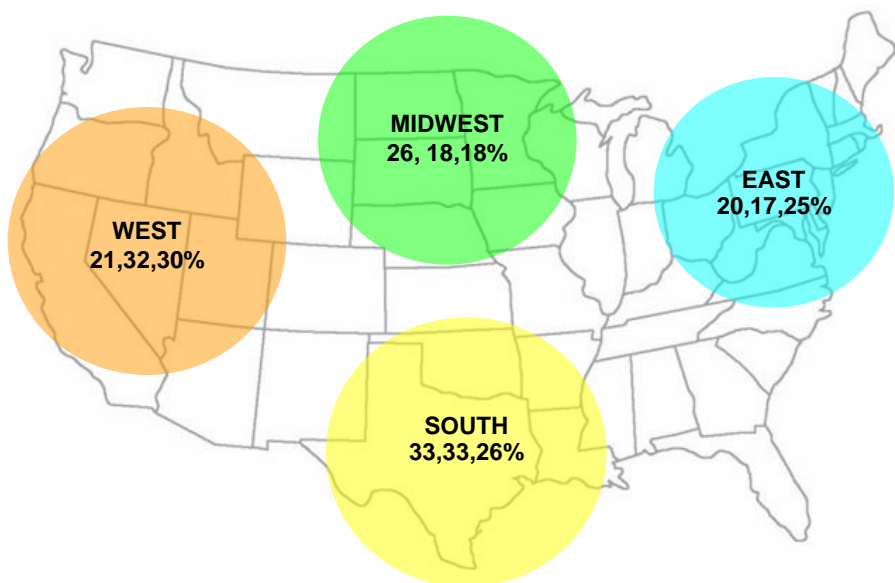 MIDWEST
26, 18,18%
EAST
20,17,25%
WEST
21,32,30%
SOUTH
33,33,26%